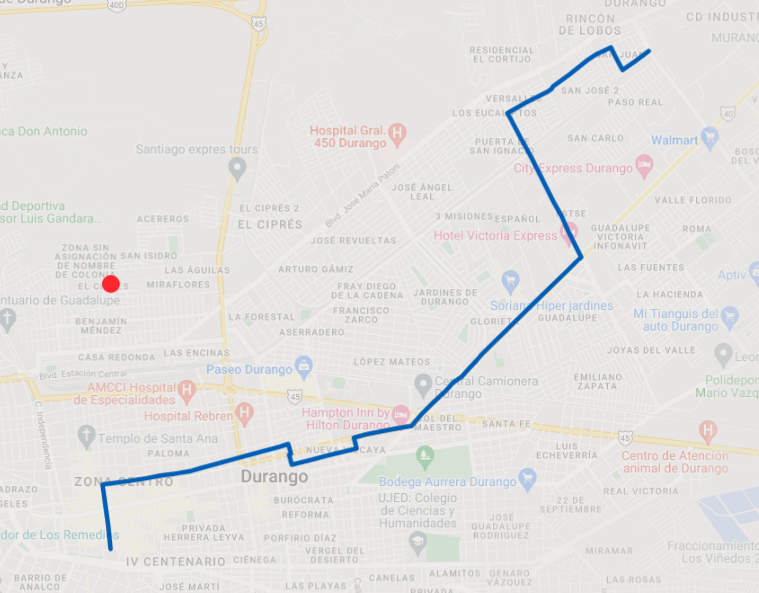 DURANGO
400
RINCÓN
DE LOBOS
CD INDUST
45
MURANG
RESIDENCIAL
EL CORTIJO
SAN JUAN
ANZA
VERSALLES
SAN JOSÉ 2
PASO REAL
LOS EUCALIPTOS
40
ca Don Antonio
Hospital Gral.
450 Durango
Santiago expres tours
PUERTA DE
SAN IGNACIO
SAN CARLO
Walmart
BOSQ
DEL V
City Express Durango
Blvd. José María Patoni
JOSÉ ÁNGEL
LEAL
VALLE FLORIDO
d Deportiva
sor Luis Gandara...
ACEREROS
EL CIPRÉS 2
EL CIPRÉS
3 MISIONES
ESPAÑOL
ISSTE
ROMA
GUADALUPE
VICTORIA
INFONAVIT
Hotel Victoria Express
JOSÉ REVUELTAS
ZONA SIN
ASIGNACIÓN
DE NOMBRE
DE COLONIA
SAN ISIDRO
LAS ÁGUILAS
MIRAFLORES
ARTURO GÁMIZ
LAS FUENTES
Aptiv
FRAY DIEGO
DE LA CADENA
JARDINES DE
DURANGO
Soriana Híper jardines
LA HACIENDA
ntuario de Guadalupe
FRANCISCO
ZARCO
LA FORESTAL
GUADALUPE
Mi Tianguis del
auto Durango
BENJAMÍN
MÉNDEZ
ASERRADERO
CASA REDONDA
LAS ENCINAS
LÓPEZ MATEOS
JOYAS DEL VALLE
Leon
Blvd. Estación Central
Paseo Durango
EMILIANO
ZAPATA
Polidepor
Mario Vazq
AMCCI Hospital
de Especialidades
Central Camionera
Durango
45
C. Independencia
Hospital Rebren
Hampton Inn by
Hilton Durango
SOL DEL
MAESTRO
SANTA FE
45
Templo de Santa Ana
PALOMA
NUEVA VIZCAYA
LUIS
ECHEVERRÍA
Centro de Atención
animal de Durango
ZONA CENTRO
Durango
Bodega Aurrera Durango
REAL VICTORIA
ADRAZO
GELES
BURÓCRATA
REFORMA
UJED: Colegio
de Ciencias y
Humanidades
22 DE
SEPTIEMBRE
dor de Los Remedios
PRIVADA
HERRERA LEYVA
PORFIRIO DÍAZ
JOSÉ
GUADALUPE
RODRIGUEZ
VERGEL DEL
DESIERTO
MIRAMAR
Fraccionamiento
Los Viñedos 2
IV CENTENARIO
CIÉNEGA
BARRIO DE
ANALCO
JOSÉ MARTÍ
LAS PLAYAS
CANELAS
ALAMITOS
GENARO
VÁZQUEZ
LAS ROSAS